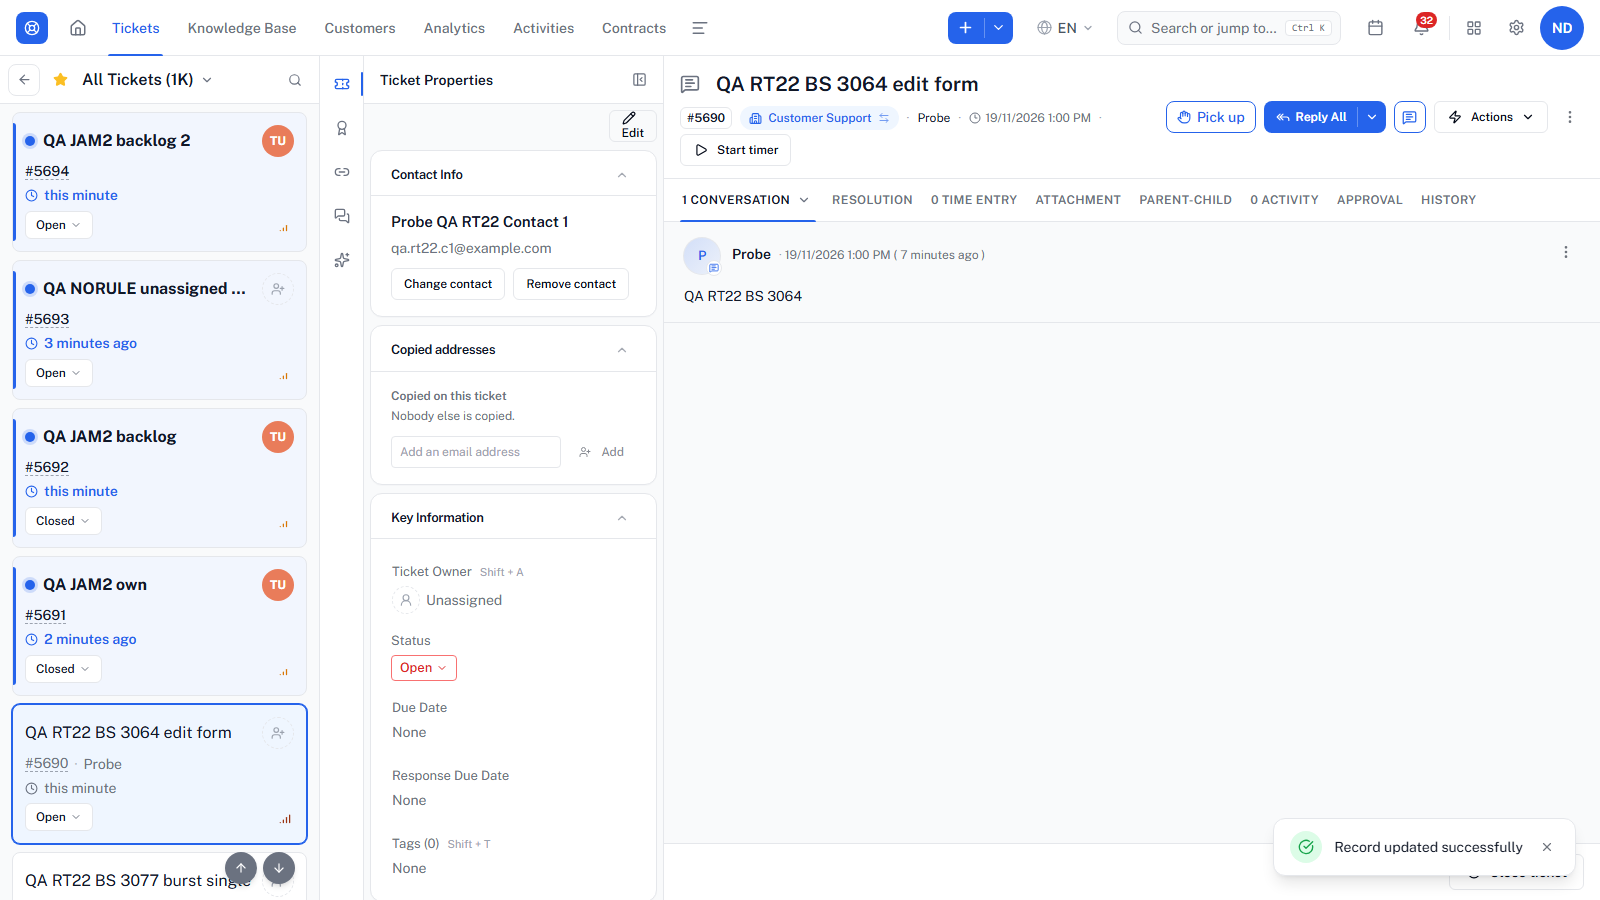 Tickets
Knowledge Base
Customers
Analytics
Activities
Contracts
EN
Search or jump to...
Ctrl K
32
ND
All Tickets (1K)
QA JAM2 backlog 2
TU
#5694
this minute
Open
QA NORULE unassigned ...
#5693
3 minutes ago
Open
QA JAM2 backlog
TU
#5692
this minute
Closed
QA JAM2 own
TU
#5691
2 minutes ago
Closed
QA RT22 BS 3064 edit form
#5690 · Probe
this minute
Open
QA RT22 BS 3077 burst single
Ticket Properties
Edit
Contact Info
Probe QA RT22 Contact 1
qa.rt22.c1@example.com
Change contact
Remove contact
Copied addresses
Copied on this ticket
Nobody else is copied.
Add an email address
Add
Key Information
Ticket Owner Shift + A
Unassigned
Status
Open
Due Date
None
Response Due Date
None
Tags (0) Shift + T
None
QA RT22 BS 3064 edit form
#5690
Customer Support
· Probe · 19/11/2026 1:00 PM ·
Start timer
Pick up
Reply All
Actions
1 CONVERSATION
RESOLUTION
0 TIME ENTRY
ATTACHMENT
PARENT-CHILD
0 ACTIVITY
APPROVAL
HISTORY
P
Probe · 19/11/2026 1:00 PM ( 7 minutes ago )
QA RT22 BS 3064
Record updated successfully